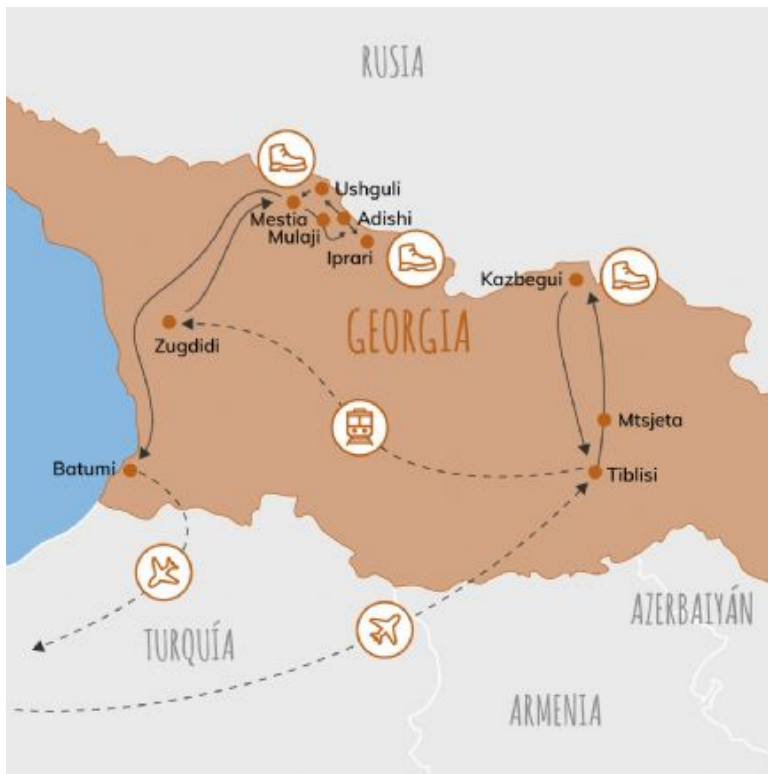 RUSIA
Ushguli
Mestia
Adishi
Mulaji
Iprari
Kazbegui
Zugdidi
GEORGIA
Mtsjeta
Batumi
Tiblisi
AZERBAIYÁN
TURQUÍA
ARMENIA